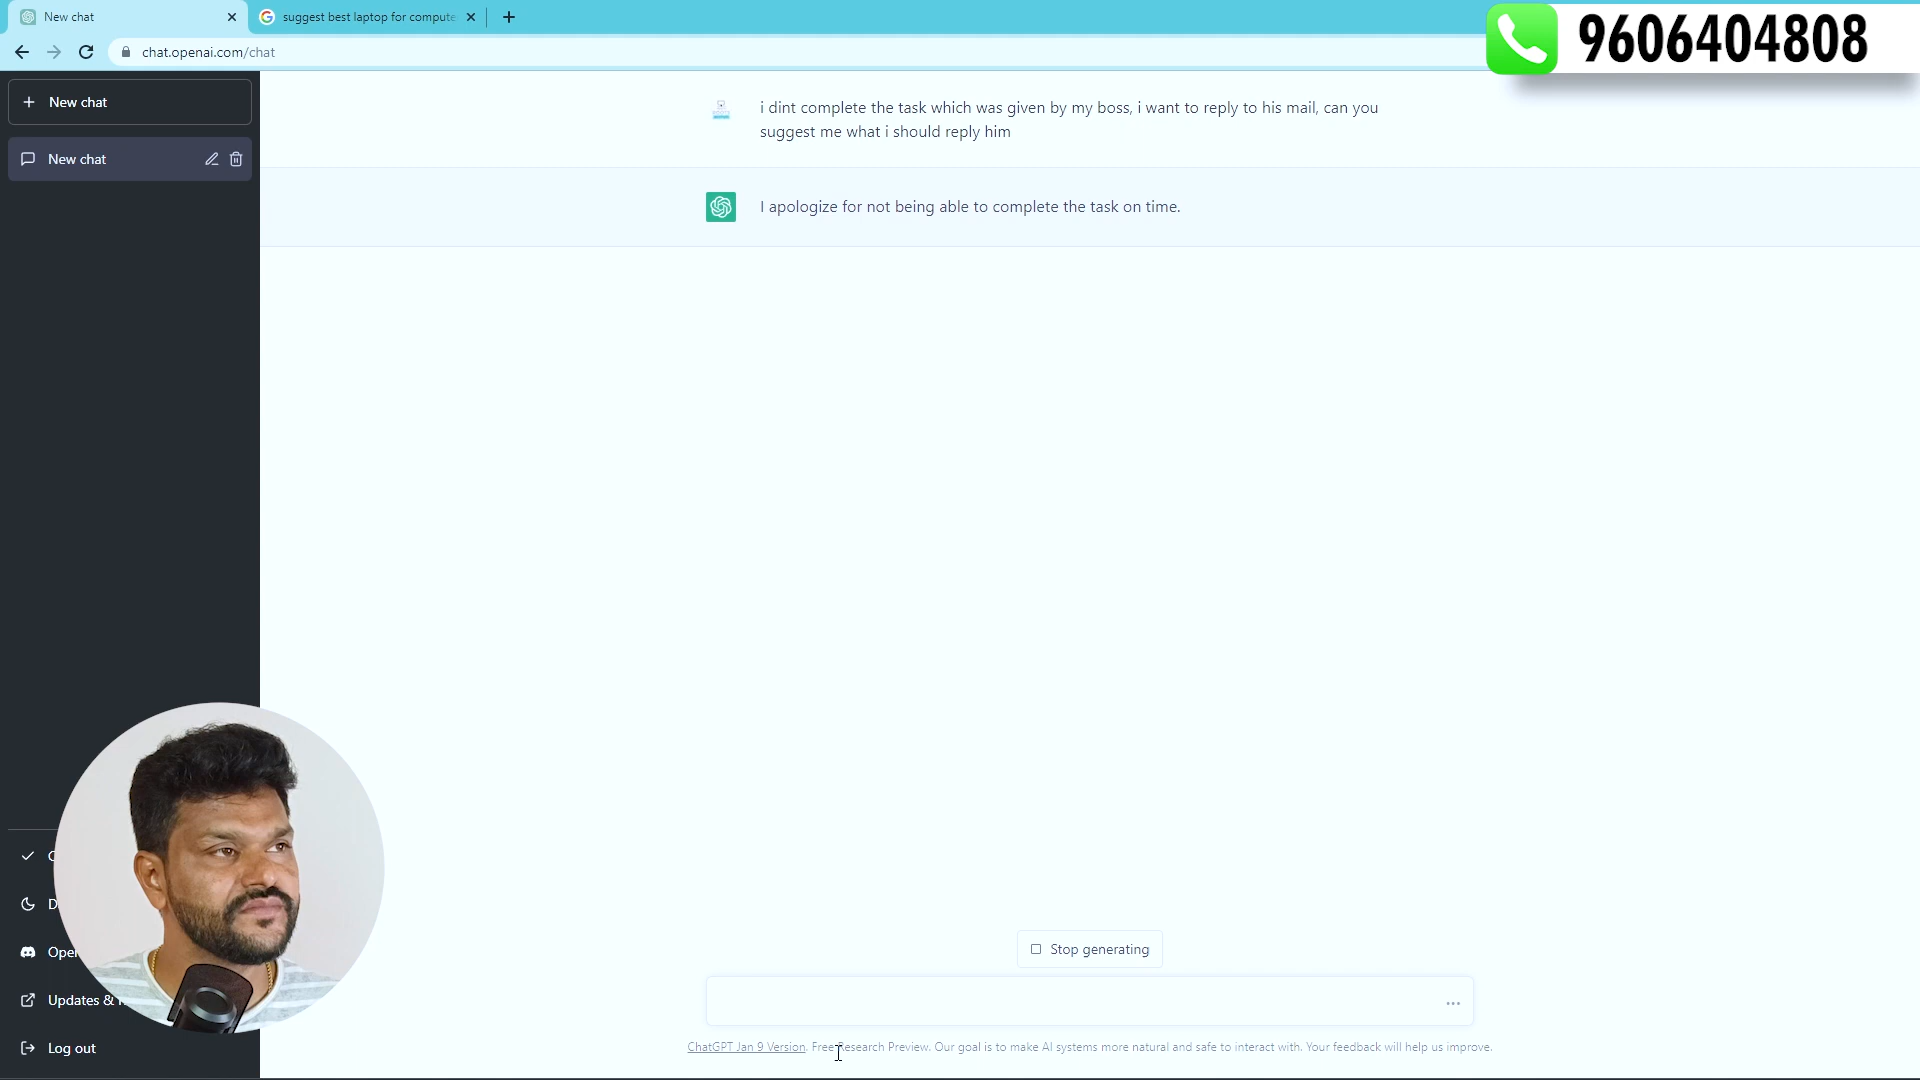 New chat
suggest best laptop for compute
9606404808
chat.openai.com/chat
New chat
New chat
i dint complete the task which was given by my boss, i want to reply to his mail, can you
suggest me what i should reply him
I apologize for not being able to complete the task on time.
Stop generating
Updates &
Log out
ChatGPT Jan 9 Version. Free Research Preview. Our goal is to make AI systems more natural and safe to interact with. Your feedback will help us improve.